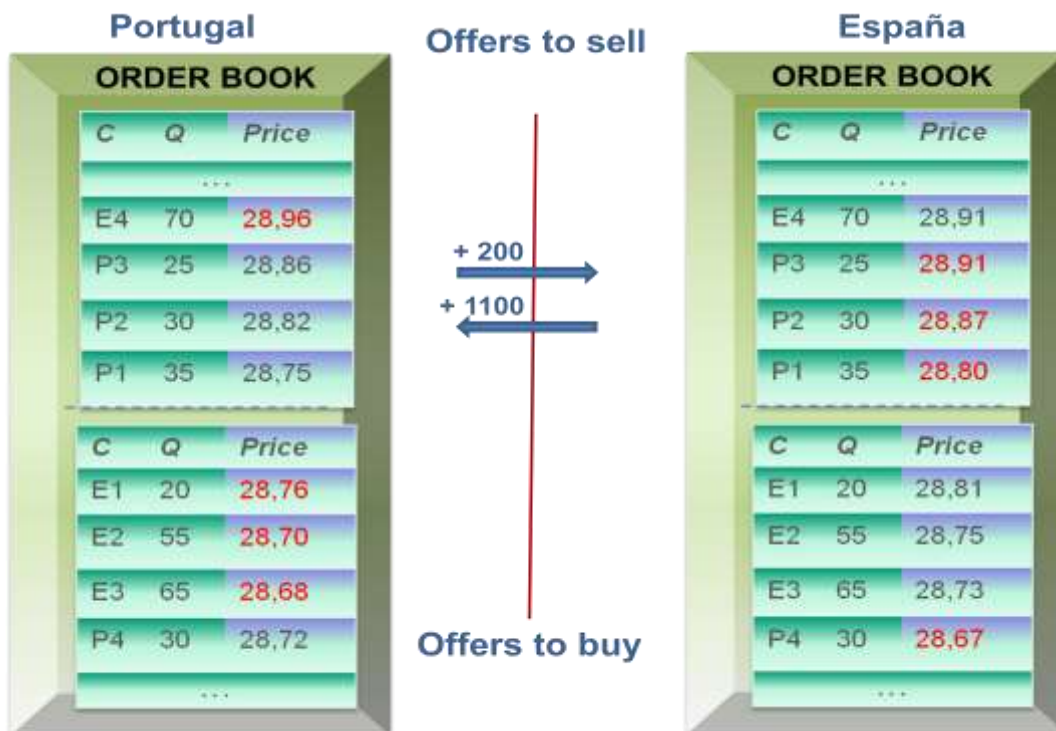 Portugal
Offers to sell
España
ORDER BOOK
C Q Price
...
E4 70 28,96
P3 25 28,86
P2 30 28,82
P1 35 28,75
C Q Price
E1 20 28,76
E2 55 28,70
E3 65 28,68
P4 30 28,72
...
+ 200
+ 1100
Offers to buy
ORDER BOOK
C Q Price
...
E4 70 28,91
P3 25 28,91
P2 30 28,87
P1 35 28,80
C Q Price
E1 20 28,81
E2 55 28,75
E3 65 28,73
P4 30 28,67
...